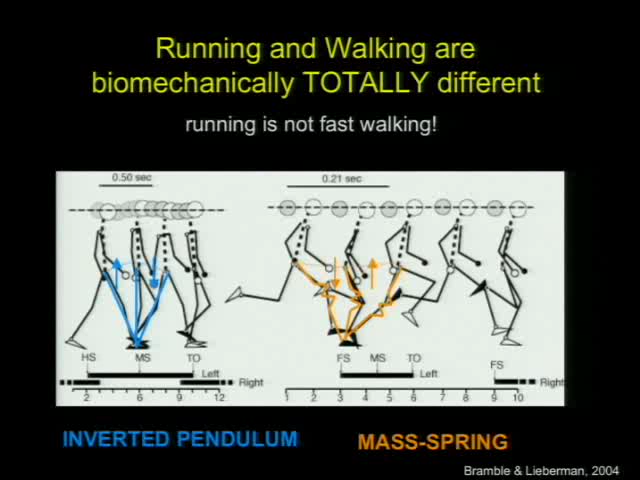 Running and Walking are
biomechanically TOTALLY different
running is not fast walking!
0.50 sec
0.21 sec
HS MS TO
Left
Right
2 6 9 12
FS MS TO
Left
FS
Right
1 2 3 4 5 6 7 8 9 10
INVERTED PENDULUM
MASS-SPRING
Bramble & Lieberman, 2004